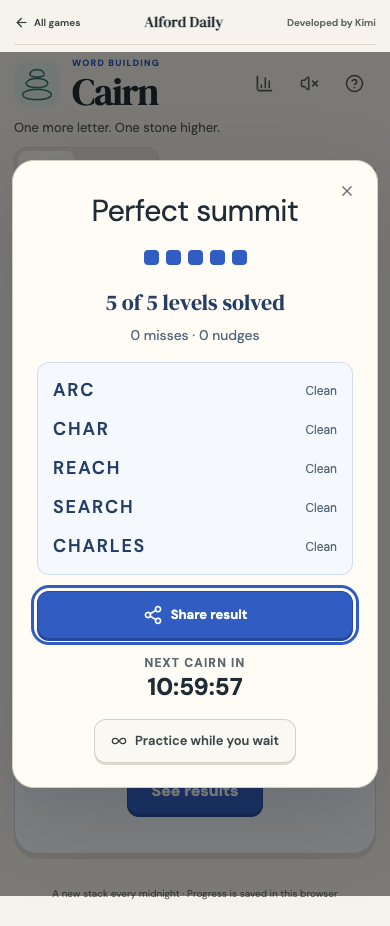 All games
Alford Daily
Developed by Kimi
WORD BUILDING
Cairn
One more letter. One stone higher.
Perfect summit
5 of 5 levels solved
0 misses · 0 nudges
ARC Clean
CHAR Clean
REACH Clean
SEARCH Clean
CHARLES Clean
Share result
NEXT CAIRN IN
10:59:57
Practice while you wait
See results
A new stack every midnight · Progress is saved in this browser